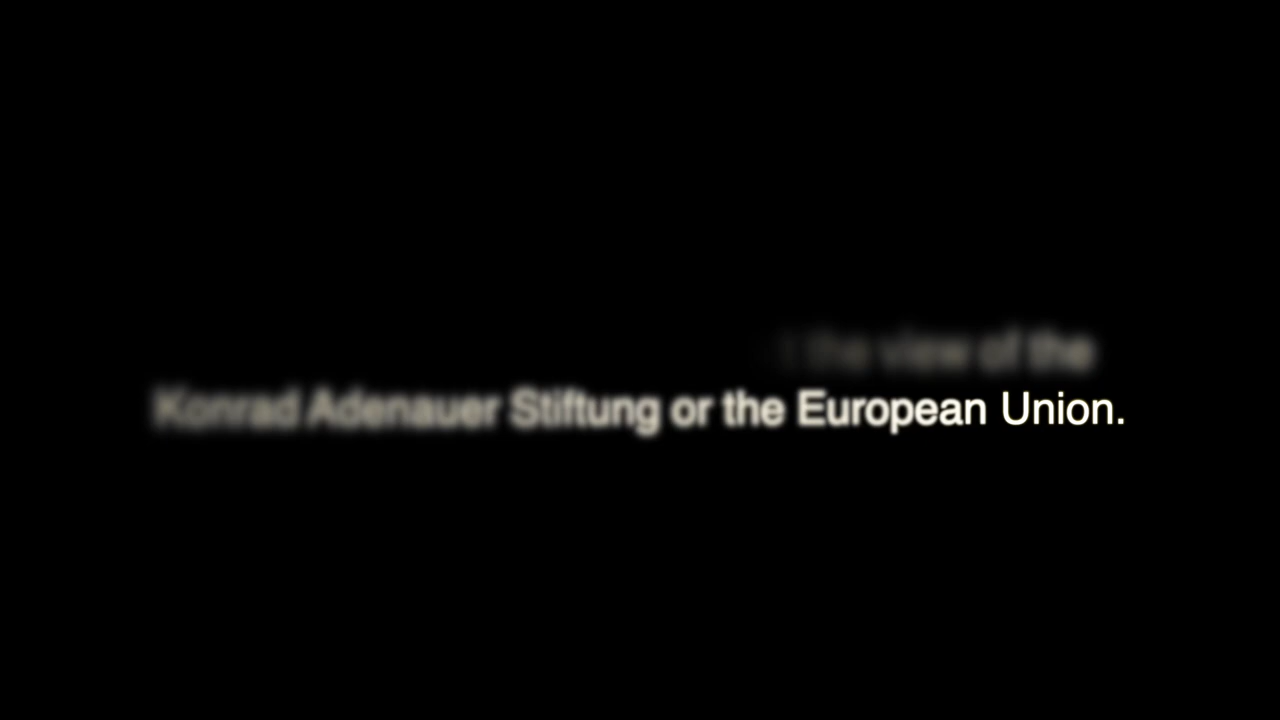 the view of the
Konrad Adenauer Stiftung or the European Union.